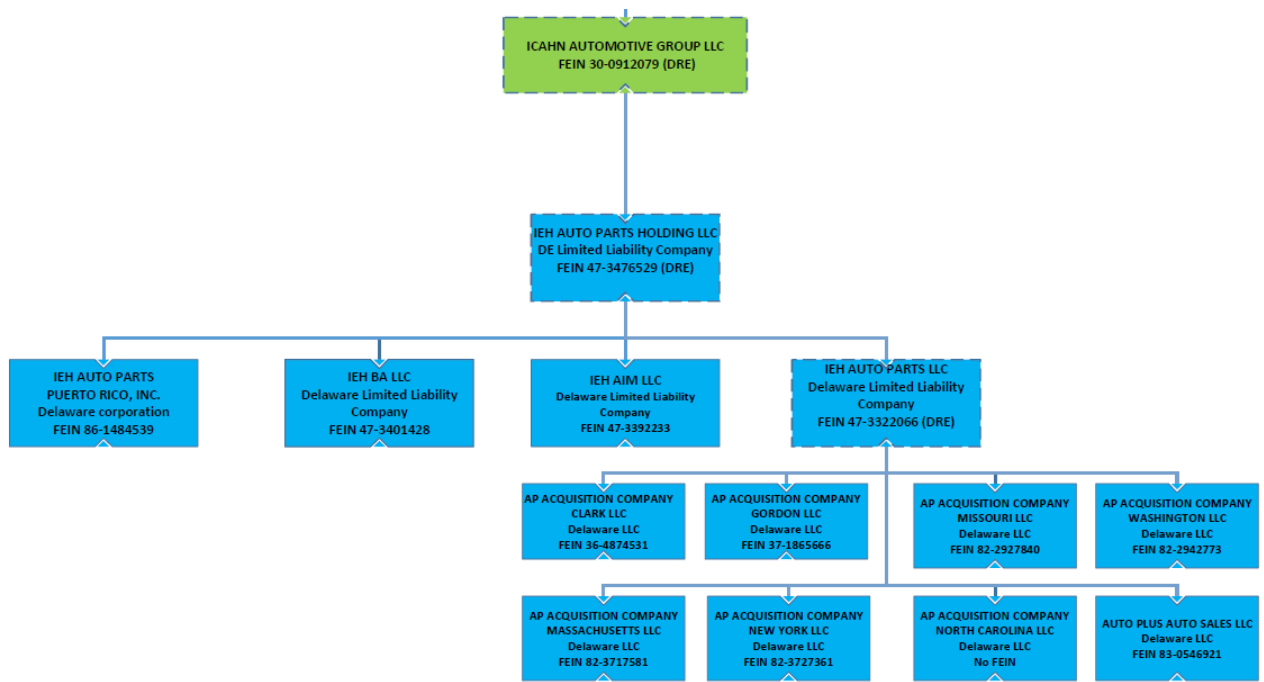 ICAHN AUTOMOTIVE GROUP LLC
FEIN 30-0912079 (DRE)
IEH AUTO PARTS HOLDING LLC
DE Limited Liability Company
FEIN 47-3476529 (DRE)
IEH AUTO PARTS
PUERTO RICO, INC.
Delaware corporation
FEIN 86-1484539
IEH BA LLC
Delaware Limited Liability
Company
FEIN 47-3401428
IEH AIM LLC
Delaware Limited Liability
Company
FEIN 47-3392233
IEH AUTO PARTS LLC
Delaware Limited Liability
Company
FEIN 47-3322066 (DRE)
AP ACQUISITION COMPANY
CLARK LLC
Delaware LLC
FEIN 36-4874531
AP ACQUISITION COMPANY
GORDON LLC
Delaware LLC
FEIN 37-1865666
AP ACQUISITION COMPANY
MISSOURI LLC
Delaware LLC
FEIN 82-2927840
AP ACQUISITION COMPANY
WASHINGTON LLC
Delaware LLC
FEIN 82-2942773
AP ACQUISITION COMPANY
MASSACHUSETTS LLC
Delaware LLC
FEIN 82-3717581
AP ACQUISITION COMPANY
NEW YORK LLC
Delaware LLC
FEIN 82-3727361
AP ACQUISITION COMPANY
NORTH CAROLINA LLC
Delaware LLC
No FEIN
AUTO PLUS AUTO SALES LLC
Delaware LLC
FEIN 83-0546921